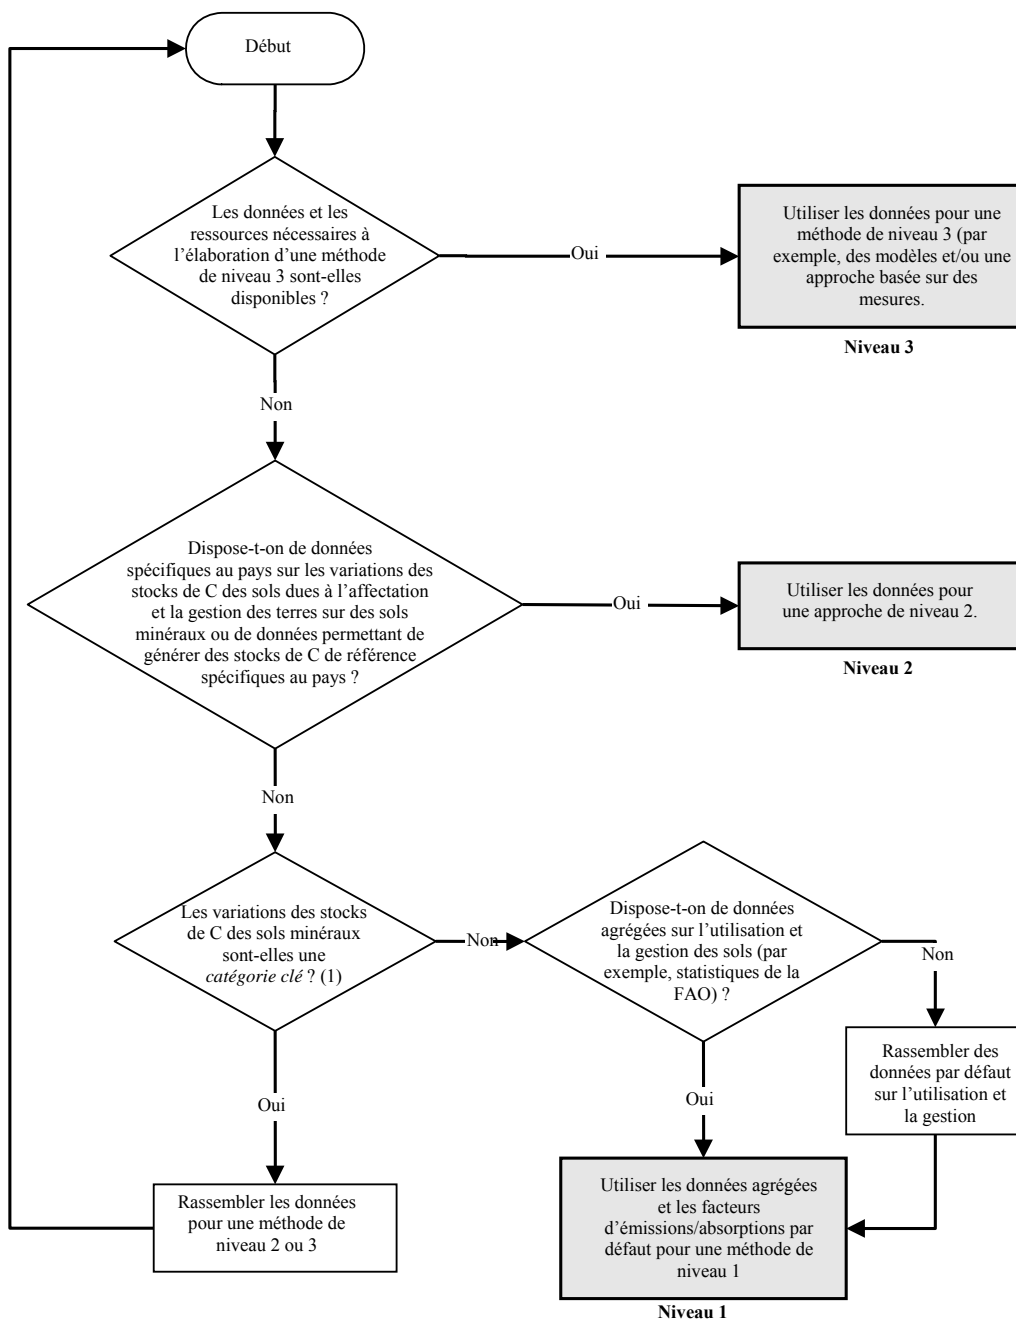 Début
Les données et les
ressources nécessaires à
l'élaboration d'une méthode
de niveau 3 sont-elles
disponibles ?
Oui
Utiliser les données pour une
méthode de niveau 3 (par
exemple, des modèles et/ou une
approche basée sur des
mesures.
Niveau 3
Non
Dispose-t-on de données
spécifiques au pays sur les variations des
stocks de C des sols dues à l'affectation
et la gestion des terres sur des sols
minéraux ou de données permettant de
générer des stocks de C de référence
spécifiques au pays ?
Oui
Utiliser les données pour
une approche de niveau 2.
Niveau 2
Non
Les variations des stocks
de C des sols minéraux
sont-elles une
catégorie clé ? (1)
Non
Dispose-t-on de données
agrégées sur l'utilisation et
la gestion des sols (par
exemple, statistiques de la
FAO) ?
Non
Rassembler des
données par défaut
sur l'utilisation et
la gestion
Oui
Oui
Rassembler les données
pour une méthode de
niveau 2 ou 3
Utiliser les données agrégées
et les facteurs
d'émissions/absorptions par
défaut pour une méthode de
niveau 1
Niveau 1